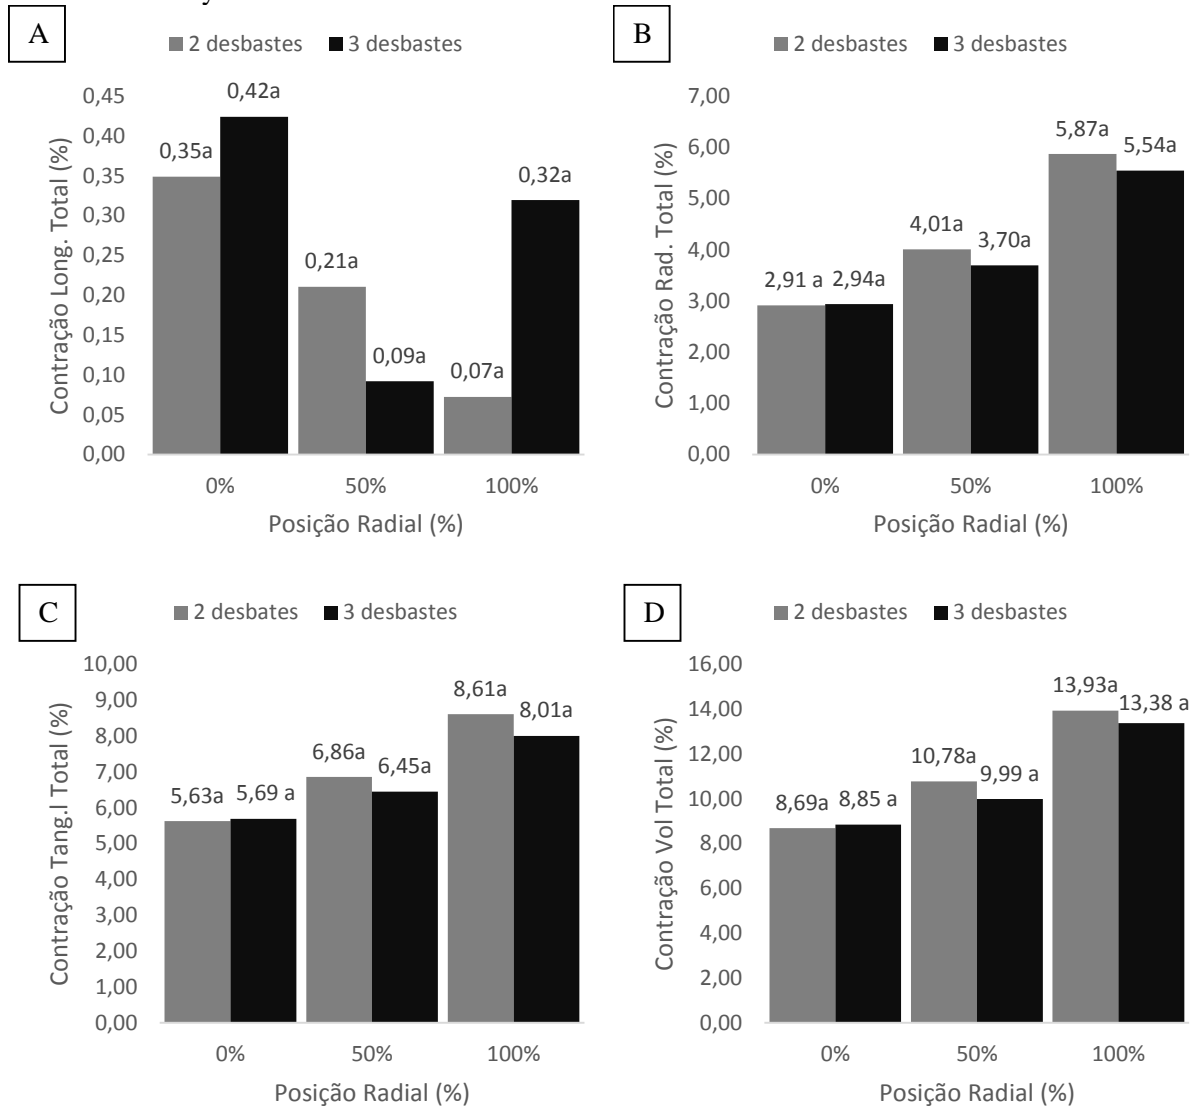 A
2 desbastes 3 desbastes
Contração Long. Total (%)
0,45
0,40
0,35
0,30
0,25
0,20
0,15
0,10
0,05
0,00
0,35a
0,42a
0,21a
0,09a
0,07a
0,32a
0% 50% 100%
Posição Radial (%)
B
2 desbastes 3 desbastes
Contração Rad. Total (%)
7,00
6,00
5,00
4,00
3,00
2,00
1,00
0,00
2,91 a
2,94a
4,01a
3,70a
5,87a
5,54a
0% 50% 100%
Posição Radial (%)
C
2 desbates 3 desbastes
Contração Tang.l Total (%)
10,00
9,00
8,00
7,00
6,00
5,00
4,00
3,00
2,00
1,00
0,00
5,63a
5,69 a
6,86a
6,45a
8,61a
8,01a
0% 50% 100%
Posição Radial (%)
D
2 desbastes 3 desbastes
Contração Vol Total (%)
16,00
14,00
12,00
10,00
8,00
6,00
4,00
2,00
0,00
8,69a
8,85 a
10,78a
9,99 a
13,93a
13,38 a
0% 50% 100%
Posição Radial (%)